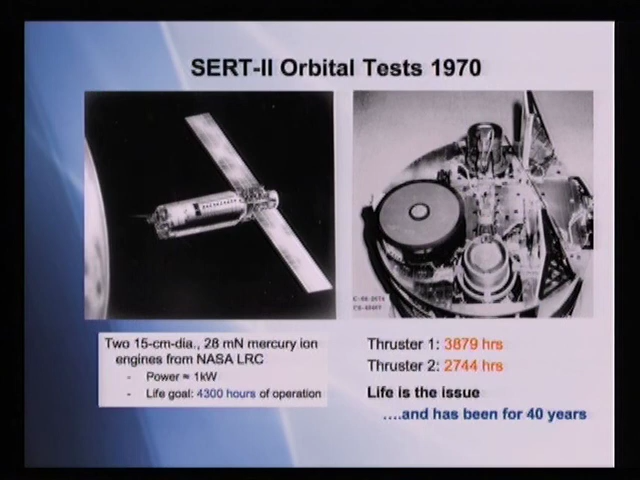 SERT-II Orbital Tests 1970
Two 15-cm-dia., 28 mN mercury ion
engines from NASA LRC
- Power ≈ 1kW
- Life goal: 4300 hours of operation
Thruster 1: 3879 hrs
Thruster 2: 2744 hrs
Life is the issue
....and has been for 40 years